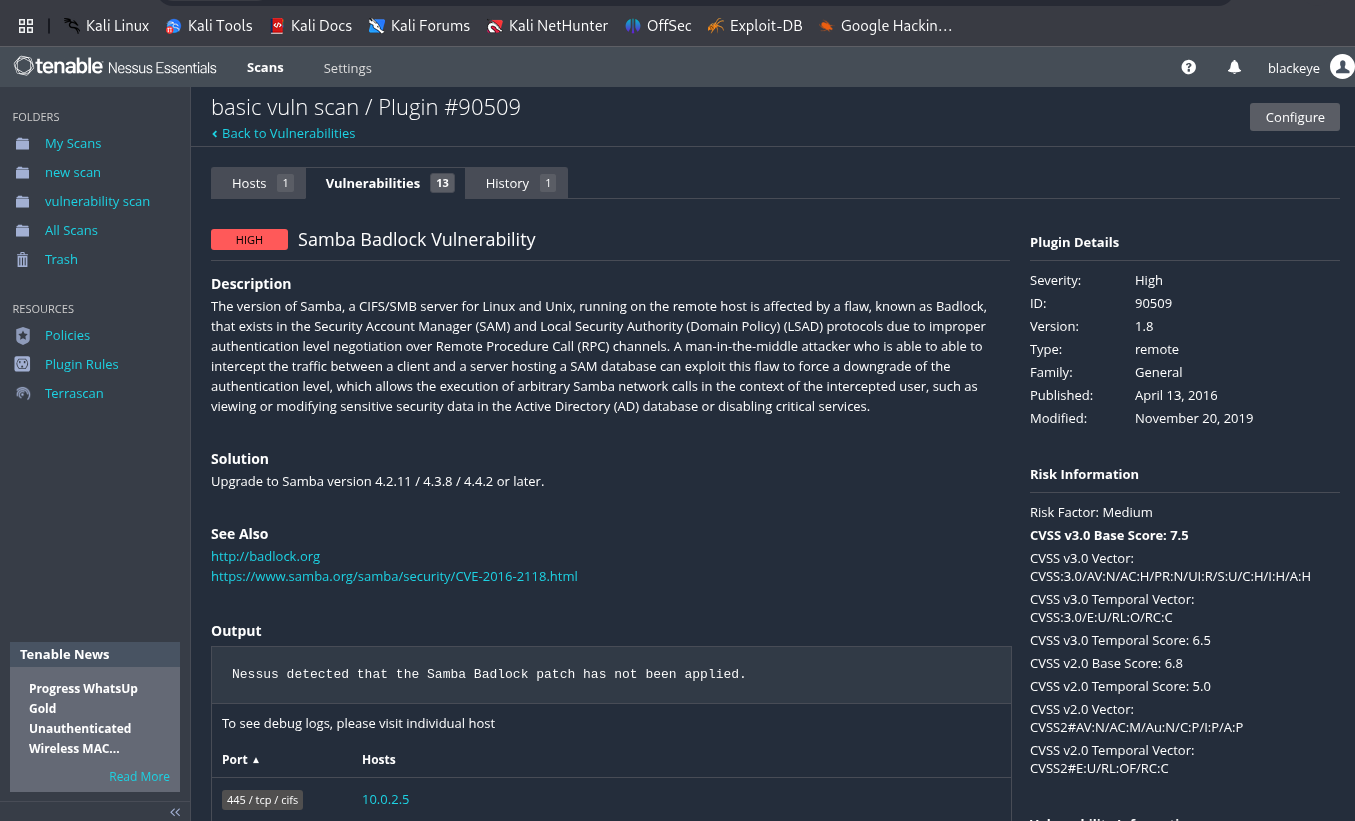 Kali Linux Kali Tools Kali Docs Kali Forums Kali NetHunter OffSec Exploit-DB Google Hackin…
tenable Nessus Essentials Scans Settings ? blackeye
FOLDERS
My Scans
new scan
vulnerability scan
All Scans
Trash
RESOURCES
Policies
Plugin Rules
Terrascan
Tenable News
Progress WhatsUp
Gold
Unauthenticated
Wireless MAC...
Read More
basic vuln scan / Plugin #90509
‹ Back to Vulnerabilities
Configure
Hosts 1 Vulnerabilities 13 History 1
HIGH Samba Badlock Vulnerability
Description
The version of Samba, a CIFS/SMB server for Linux and Unix, running on the remote host is affected by a flaw, known as Badlock,
that exists in the Security Account Manager (SAM) and Local Security Authority (Domain Policy) (LSAD) protocols due to improper
authentication level negotiation over Remote Procedure Call (RPC) channels. A man-in-the-middle attacker who is able to able to
intercept the traffic between a client and a server hosting a SAM database can exploit this flaw to force a downgrade of the
authentication level, which allows the execution of arbitrary Samba network calls in the context of the intercepted user, such as
viewing or modifying sensitive security data in the Active Directory (AD) database or disabling critical services.
Solution
Upgrade to Samba version 4.2.11 / 4.3.8 / 4.4.2 or later.
See Also
http://badlock.org
https://www.samba.org/samba/security/CVE-2016-2118.html
Output
Nessus detected that the Samba Badlock patch has not been applied.
To see debug logs, please visit individual host
Port ▲ Hosts
445 / tcp / cifs 10.0.2.5
Plugin Details
Severity: High
ID: 90509
Version: 1.8
Type: remote
Family: General
Published: April 13, 2016
Modified: November 20, 2019
Risk Information
Risk Factor: Medium
CVSS v3.0 Base Score: 7.5
CVSS v3.0 Vector:
CVSS:3.0/AV:N/AC:H/PR:N/UI:R/S:U/C:H/I:H/A:H
CVSS v3.0 Temporal Vector:
CVSS:3.0/E:U/RL:O/RC:C
CVSS v3.0 Temporal Score: 6.5
CVSS v2.0 Base Score: 6.8
CVSS v2.0 Temporal Score: 5.0
CVSS v2.0 Vector:
CVSS2#AV:N/AC:M/Au:N/C:P/I:P/A:P
CVSS v2.0 Temporal Vector:
CVSS2#E:U/RL:OF/RC:C